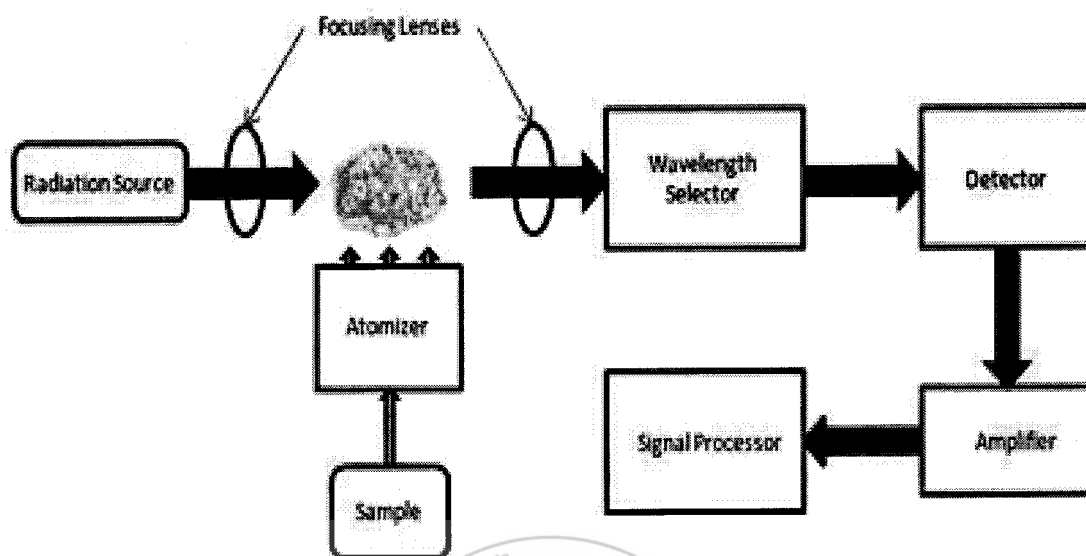 Focusing Lenses
Radiation Source
Wavelength
Selector
Detector
Atomizer
Signal Processor
Amplifier
Sample